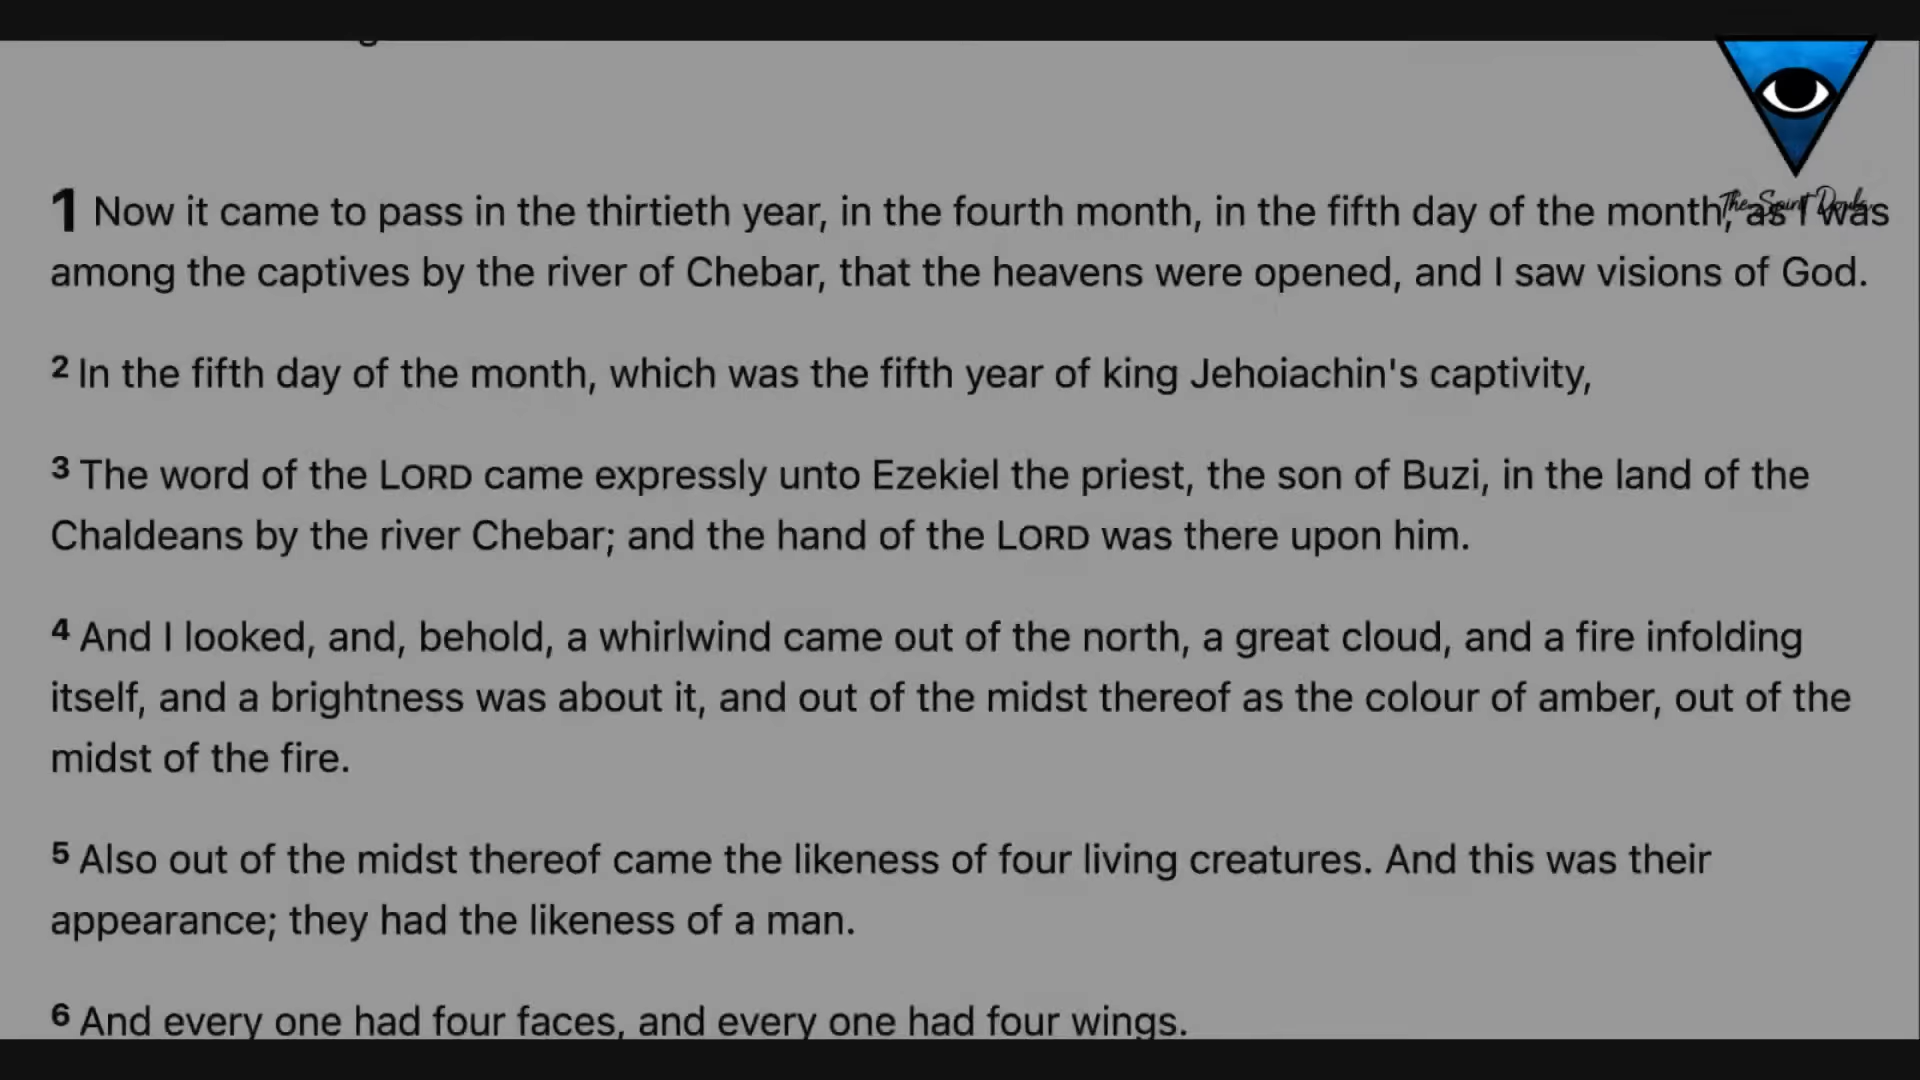 1 Now it came to pass in the thirtieth year, in the fourth month, in the fifth day of the month, as I was
among the captives by the river of Chebar, that the heavens were opened, and I saw visions of God.
2 In the fifth day of the month, which was the fifth year of king Jehoiachin's captivity,
3 The word of the LORD came expressly unto Ezekiel the priest, the son of Buzi, in the land of the
Chaldeans by the river Chebar; and the hand of the LORD was there upon him.
4 And I looked, and, behold, a whirlwind came out of the north, a great cloud, and a fire infolding
itself, and a brightness was about it, and out of the midst thereof as the colour of amber, out of the
midst of the fire.
5 Also out of the midst thereof came the likeness of four living creatures. And this was their
appearance; they had the likeness of a man.
6 And every one had four faces, and every one had four wings.
The Spirit